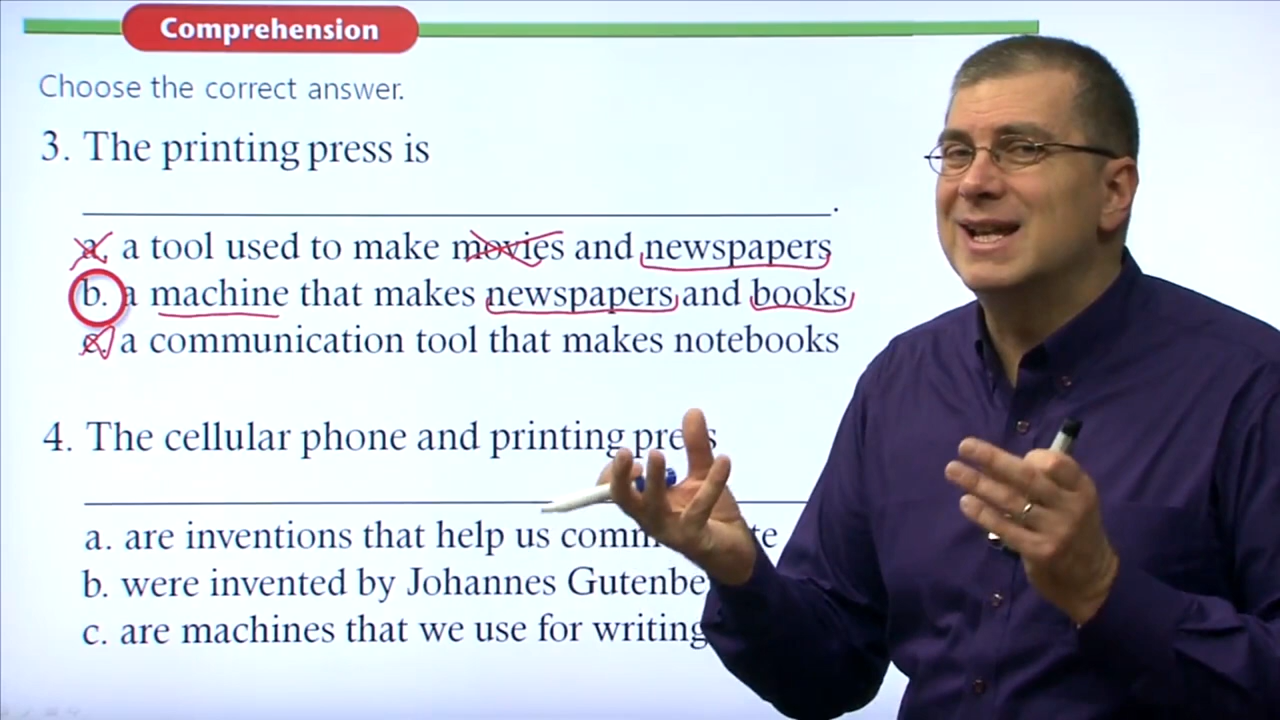 Comprehension
Choose the correct answer.
3. The printing press is
.
a. a tool used to make movies and newspapers
b. a machine that makes newspapers and books
c. a communication tool that makes notebooks
4. The cellular phone and printing press
a. are inventions that help us
b. were invented by Johannes
c. are machines that we use for writing